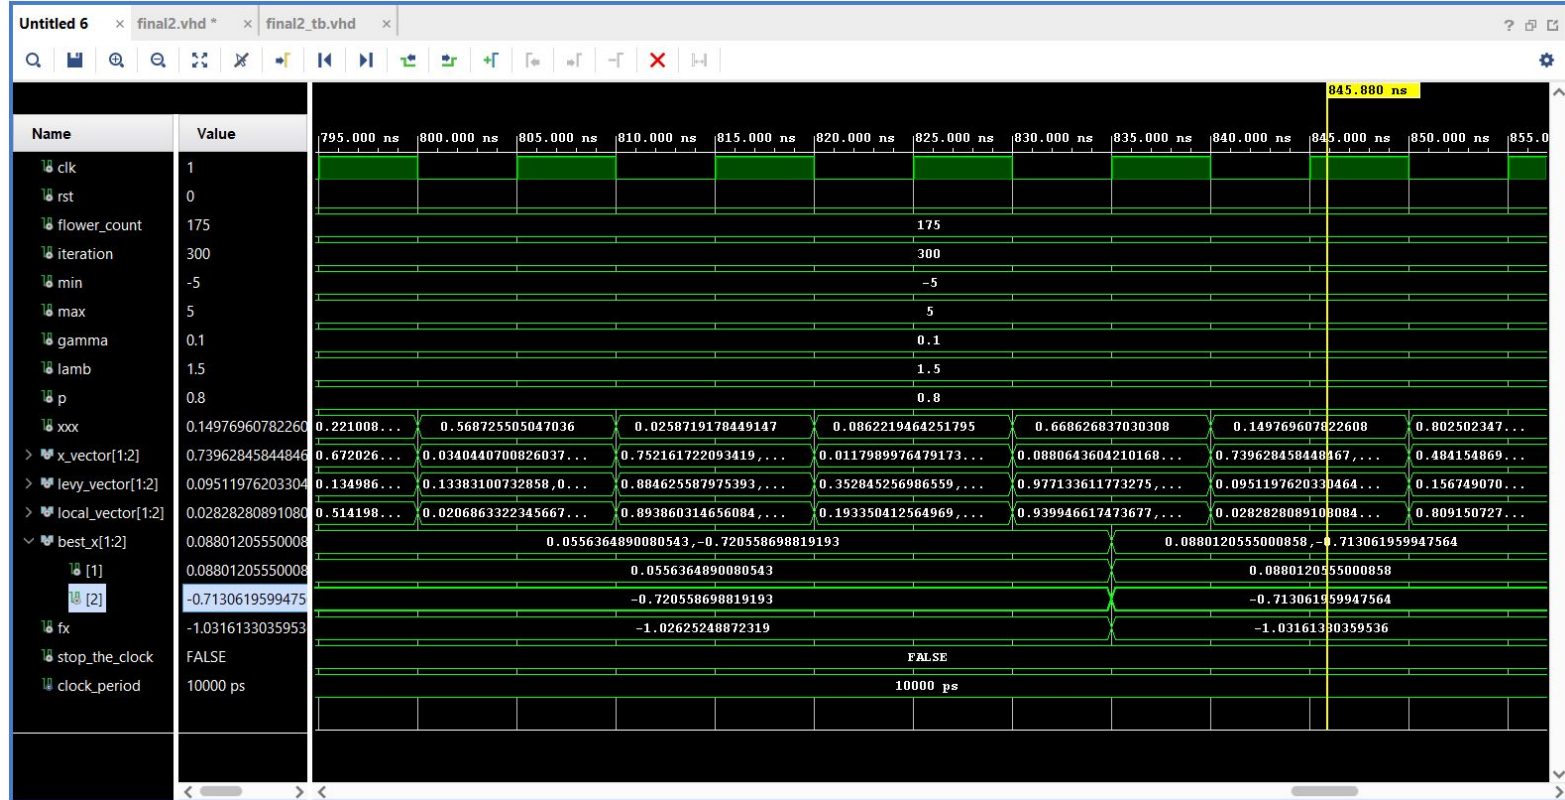 Untitled 6 × final2.vhd * × final2_tb.vhd ×
845.880 ns
Name Value
795.000 ns 800.000 ns 805.000 ns 810.000 ns 815.000 ns 820.000 ns 825.000 ns 830.000 ns 835.000 ns 840.000 ns 845.000 ns 850.000 ns 855.0
clk 1
rst 0
flower_count 175 175
iteration 300 300
min -5 -5
max 5 5
gamma 0.1 0.1
lamb 1.5 1.5
p 0.8 0.8
xxx 0.14976960782260 0.221008... 0.568725505047036 0.0258719178449147 0.0862219464251795 0.668626837030308 0.149769607822608 0.802502347...
x_vector[1:2] 0.73962845844846 0.672026... 0.0340440700826037... 0.752161722093419,... 0.0117989976479173... 0.0880643604210168... 0.739628458448467,... 0.484154869...
levy_vector[1:2] 0.09511976203304 0.134986... 0.13383100732858,0... 0.884625587975393,... 0.352845256986559,... 0.977133611773275,... 0.0951197620330464... 0.156749070...
local_vector[1:2] 0.02828280891080 0.514198... 0.0206863322345667... 0.893860314656084,... 0.193350412564969,... 0.939946617473677,... 0.0282828089108084... 0.809150727...
best_x[1:2] 0.08801205550008 0.0556364890080543,-0.720558698819193 0.0880120555000858,-0.713061959947564
[1] 0.08801205550008 0.0556364890080543 0.0880120555000858
[2] -0.7130619599475 -0.720558698819193 -0.713061959947564
fx -1.0316133035953 -1.02625248872319 -1.03161330359536
stop_the_clock FALSE FALSE
clock_period 10000 ps 10000 ps